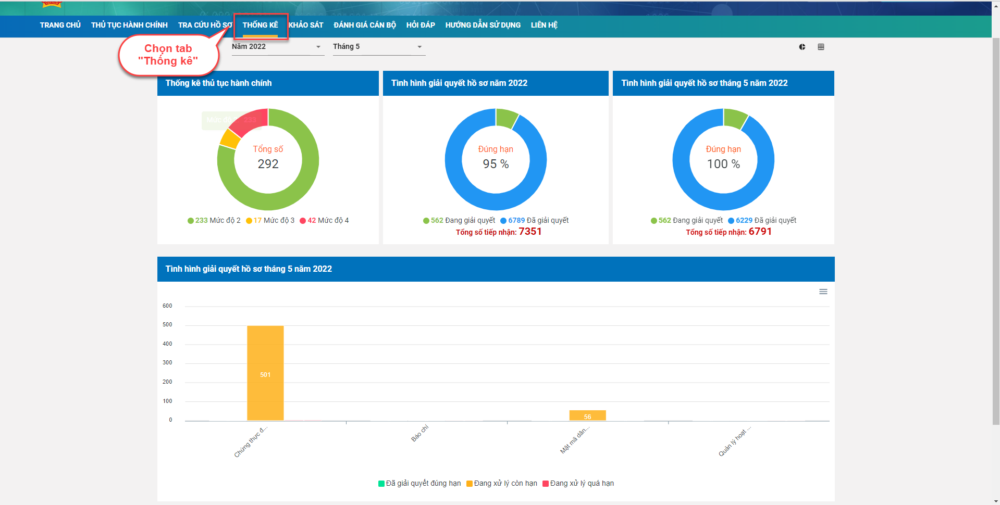 TRANG CHỦ THỦ TỤC HÀNH CHÍNH TRA CỨU HỒ SƠ THỐNG KÊ KHẢO SÁT ĐÁNH GIÁ CÁN BỘ HỎI ĐÁP HƯỚNG DẪN SỬ DỤNG LIÊN HỆ
Chọn tab
"Thống kê"
Năm 2022 Tháng 5
Thống kê thủ tục hành chính
Mức độ 233
Tổng số
292
233 Mức độ 2 17 Mức độ 3 42 Mức độ 4
Tình hình giải quyết hồ sơ năm 2022
Đúng hạn
95 %
562 Đang giải quyết 6789 Đã giải quyết
Tổng số tiếp nhận: 7351
Tình hình giải quyết hồ sơ tháng 5 năm 2022
Đúng hạn
100 %
562 Đang giải quyết 6229 Đã giải quyết
Tổng số tiếp nhận: 6791
Tình hình giải quyết hồ sơ tháng 5 năm 2022
600
500
400
300
200
100
0
501
56
Chứng thực đ...
Báo chí
Mật mã dân...
Quản lý hoạt ...
Đã giải quyết đúng hạn Đang xử lý còn hạn Đang xử lý quá hạn